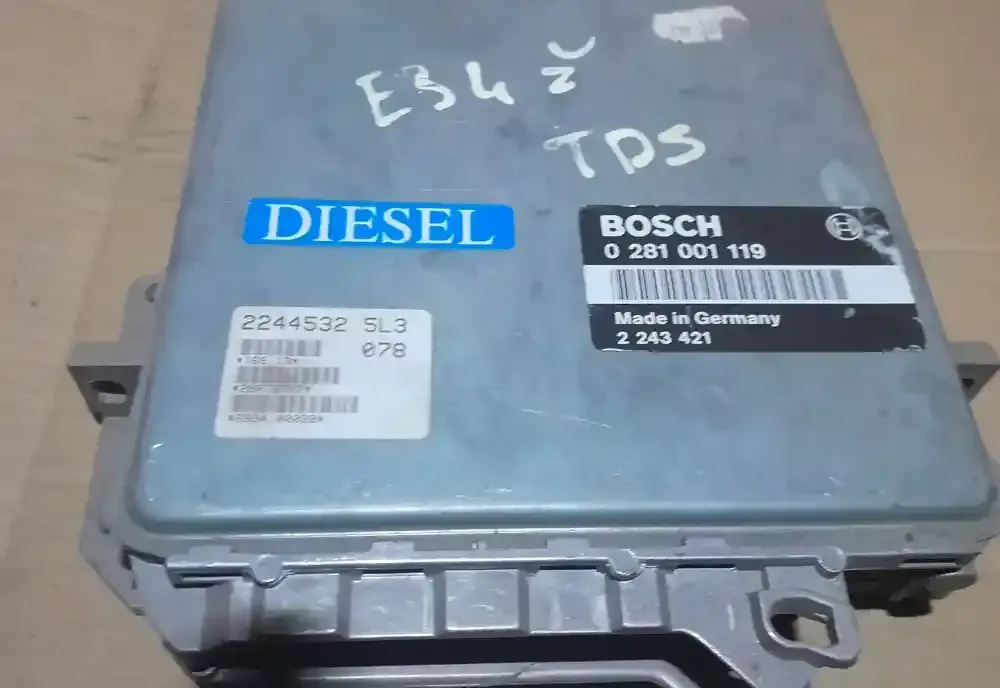 E34 ž
TDS
DIESEL
BOSCH
0 281 001 119
Made in Germany
2 243 421
2244532 5L3
078